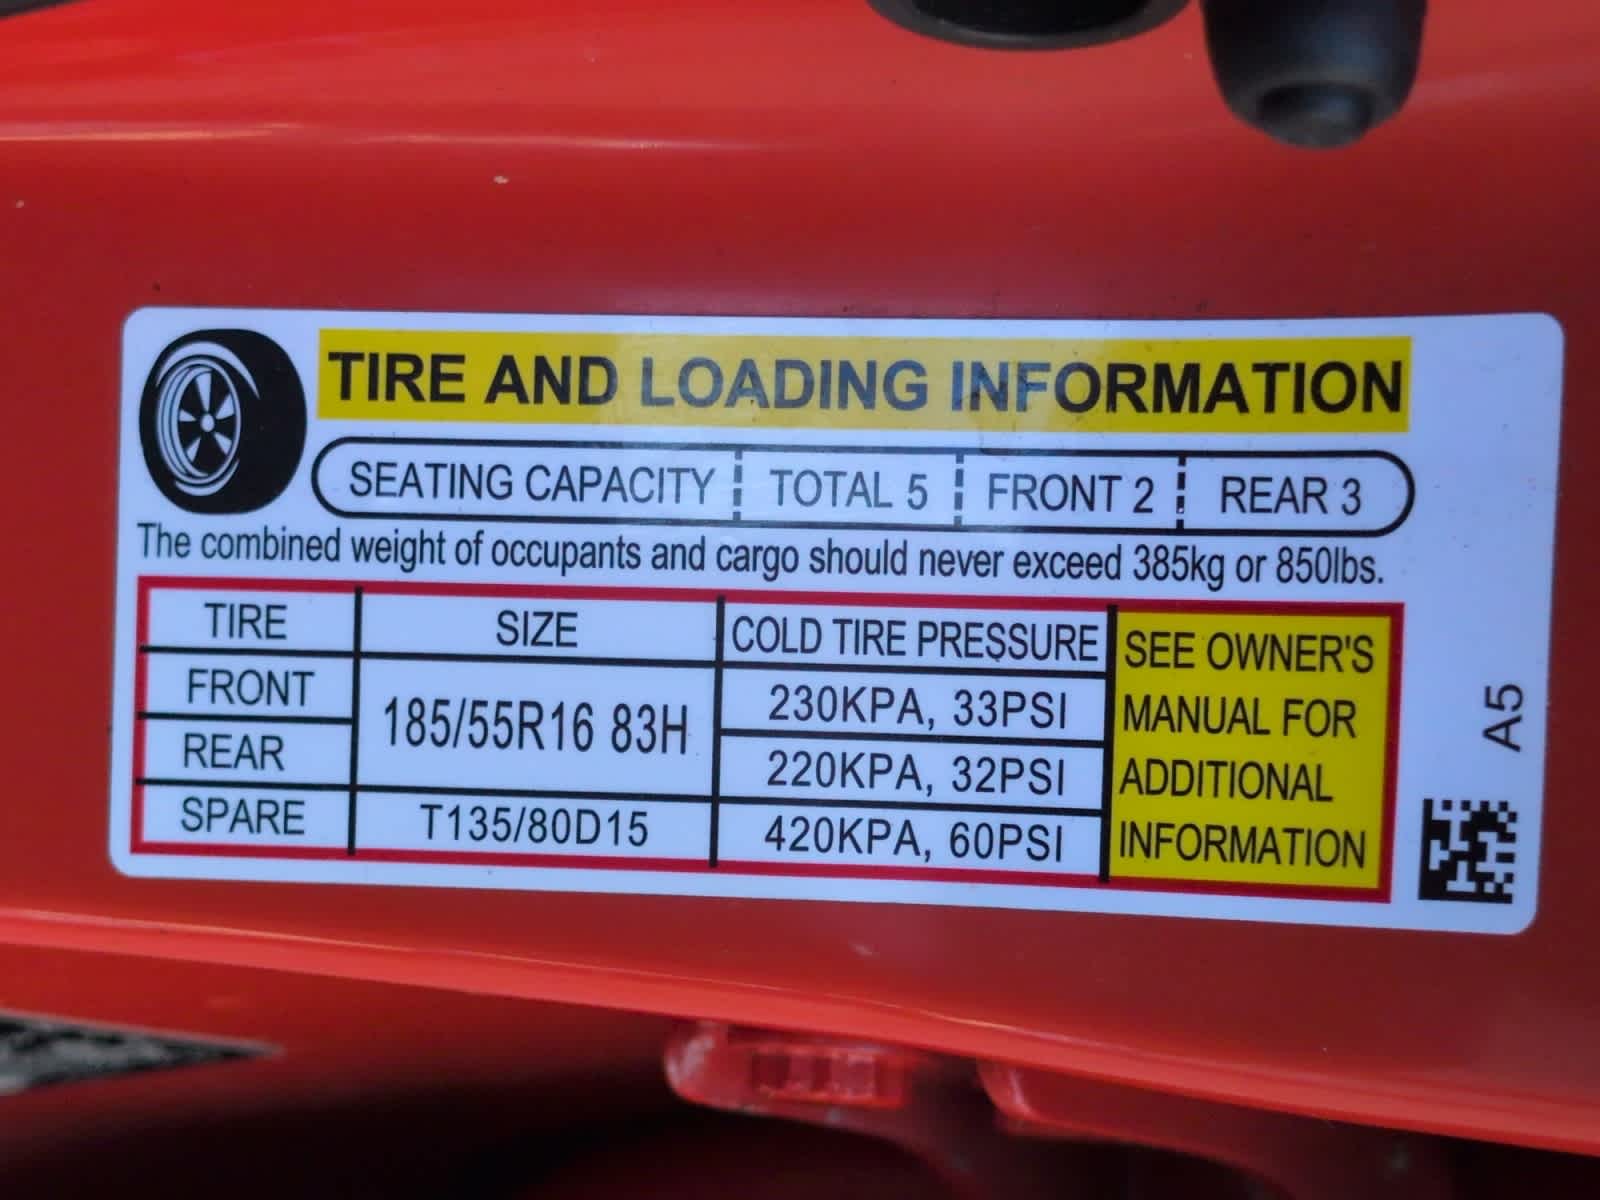 TIRE AND LOADING INFORMATION
SEATING CAPACITY TOTAL 5 FRONT 2 REAR 3
The combined weight of occupants and cargo should never exceed 385kg or 850lbs.
TIRE SIZE COLD TIRE PRESSURE
FRONT 185/55R16 83H 230KPA, 33PSI
REAR 220KPA, 32PSI
SPARE T135/80D15 420KPA, 60PSI
SEE OWNER'S
MANUAL FOR
ADDITIONAL
INFORMATION
A5